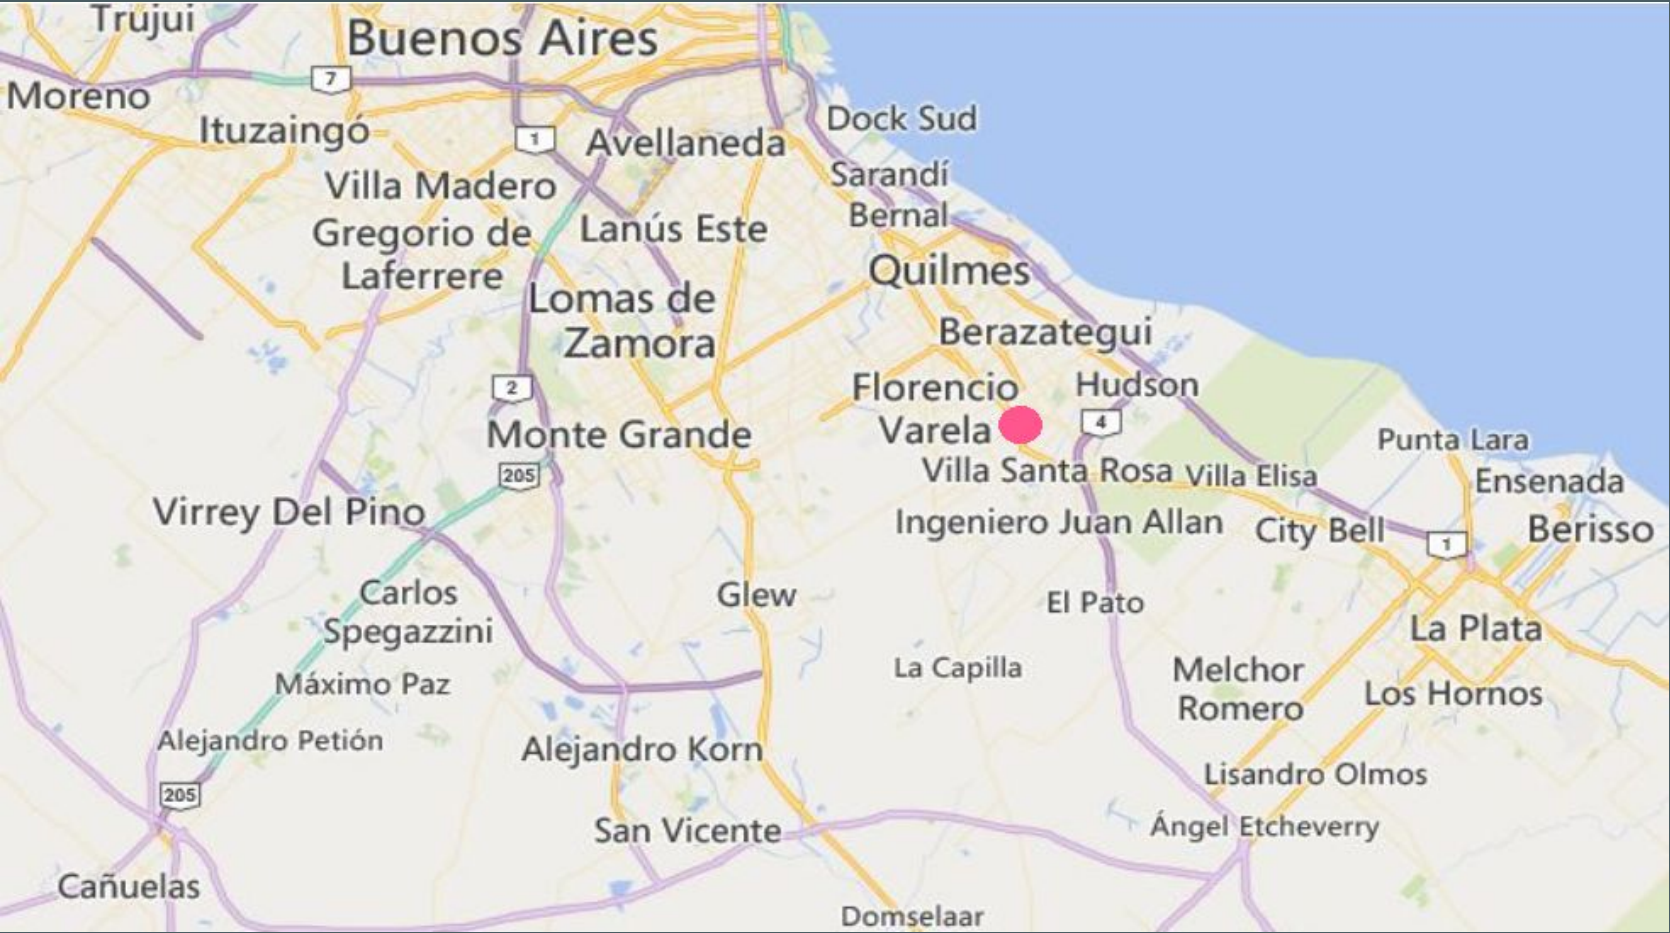 Trujui
Buenos Aires
7
Moreno
Ituzaingó
1
Avellaneda
Dock Sud
Villa Madero
Sarandí
Bernal
Gregorio de
Laferrere
Lanús Este
Quilmes
Lomas de
Zamora
Berazategui
2
Florencio
Varela
Hudson
4
Monte Grande
205
Punta Lara
Villa Santa Rosa
Villa Elisa
Ensenada
Virrey Del Pino
Ingeniero Juan Allan
City Bell
1
Berisso
Carlos
Spegazzini
Glew
El Pato
La Plata
Máximo Paz
La Capilla
Melchor
Romero
Los Hornos
Alejandro Petión
Alejandro Korn
205
Lisandro Olmos
San Vicente
Ángel Etcheverry
Cañuelas
Domselaar